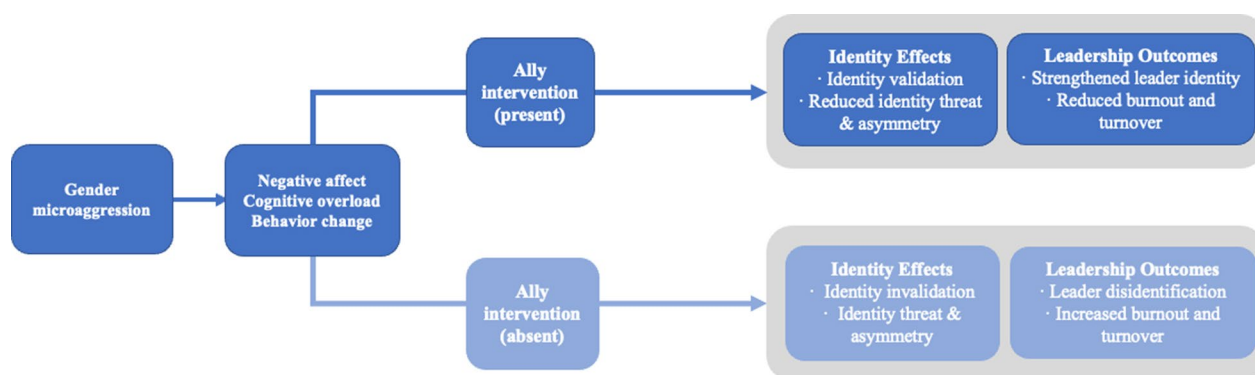 Gender
microaggression
Negative affect
Cognitive overload
Behavior change
Ally
intervention
(present)
Identity Effects
· Identity validation
· Reduced identity threat
& asymmetry
Leadership Outcomes
· Strengthened leader identity
· Reduced burnout and
turnover
Ally
intervention
(absent)
Identity Effects
· Identity invalidation
· Identity threat &
asymmetry
Leadership Outcomes
· Leader disidentification
· Increased burnout and
turnover